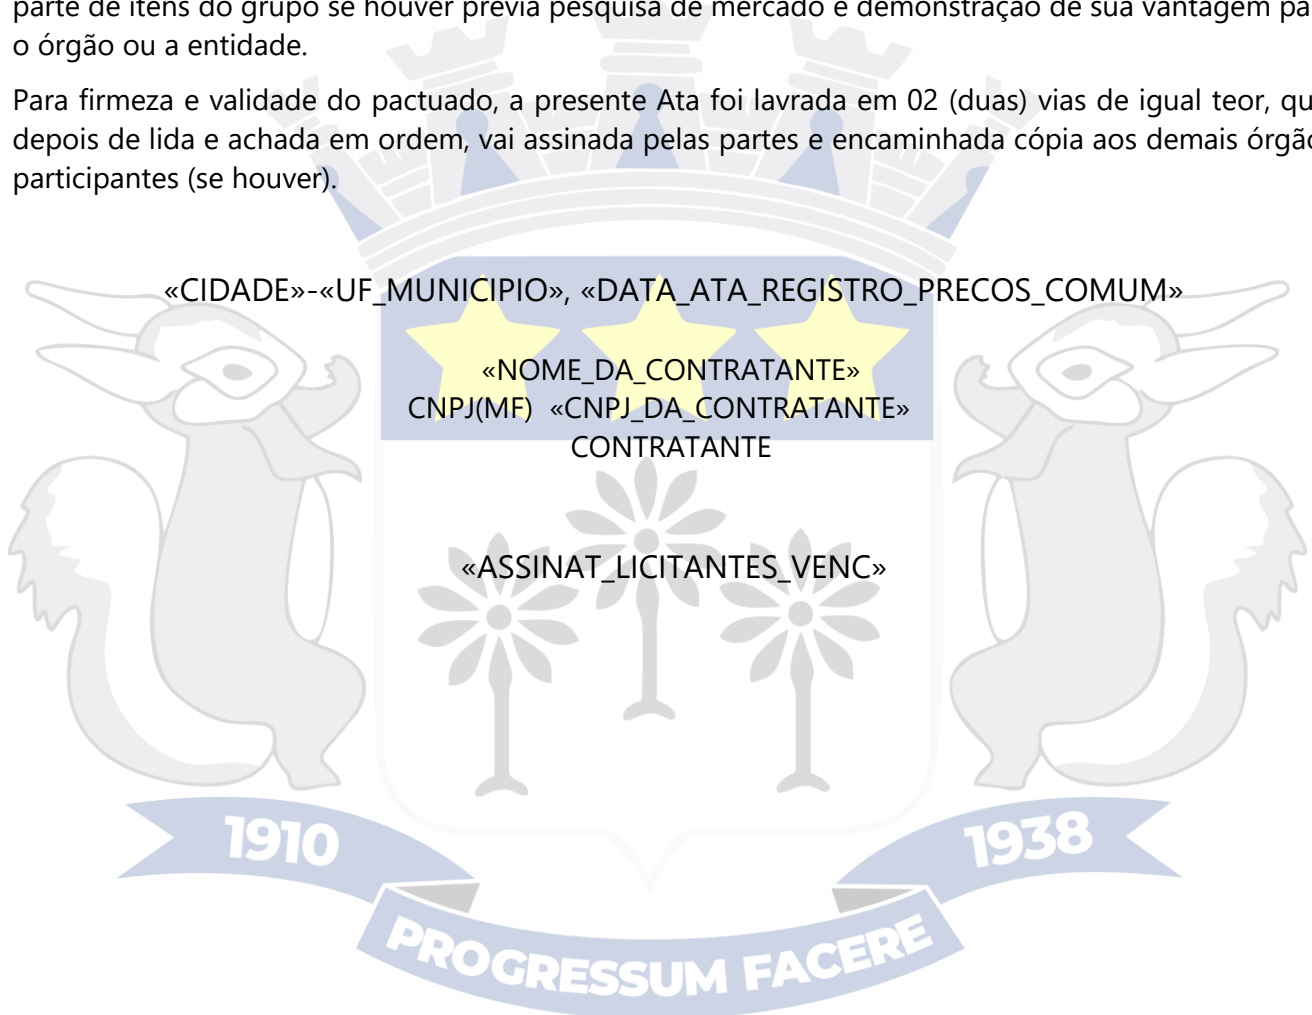 parte de itens do grupo se houver prévia pesquisa de mercado e demonstração de sua vantagem pa
o órgão ou a entidade.
Para firmeza e validade do pactuado, a presente Ata foi lavrada em 02 (duas) vias de igual teor, qu
depois de lida e achada em ordem, vai assinada pelas partes e encaminhada cópia aos demais órgão
participantes (se houver).
«CIDADE»-«UF_MUNICIPIO», «DATA_ATA_REGISTRO_PRECOS_COMUM»
«NOME_DA_CONTRATANTE»
CNPJ(MF) «CNPJ_DA_CONTRATANTE»
CONTRATANTE
«ASSINAT_LICITANTES_VENC»
1910
1938
PROGRESSUM FACERE